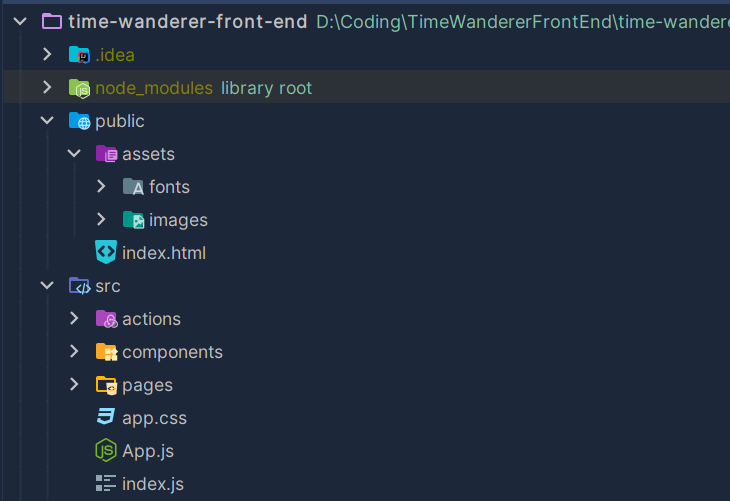 time-wanderer-front-end D:\Coding\TimeWandererFrontEnd\time-wandere
.idea
node_modules library root
public
assets
fonts
images
index.html
src
actions
components
pages
app.css
App.js
index.js